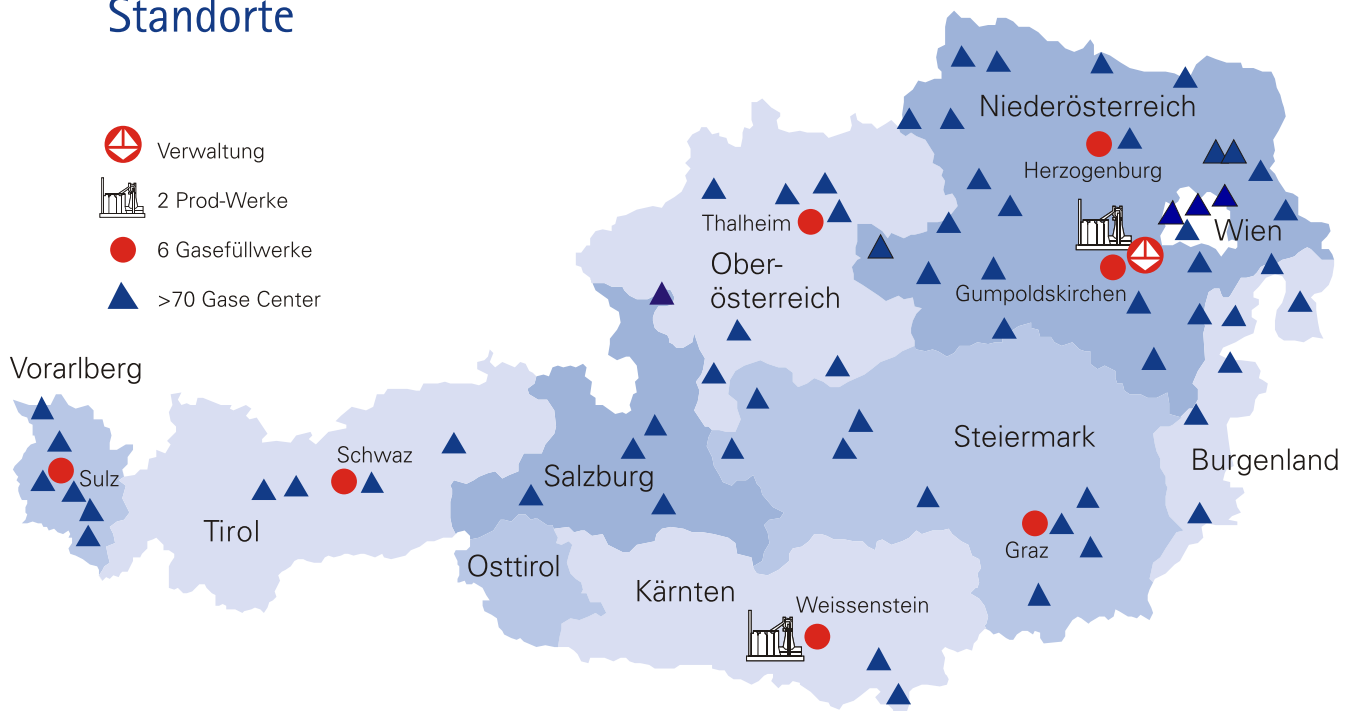 Standorte
Verwaltung
2 Prod-Werke
6 Gasefüllwerke
>70 Gase Center
Niederösterreich
Herzogenburg
Thalheim
Wien
Ober-
österreich
Gumpoldskirchen
Vorarlberg
Steiermark
Schwaz
Burgenland
Sulz
Salzburg
Tirol
Graz
Osttirol
Kärnten
Weissenstein